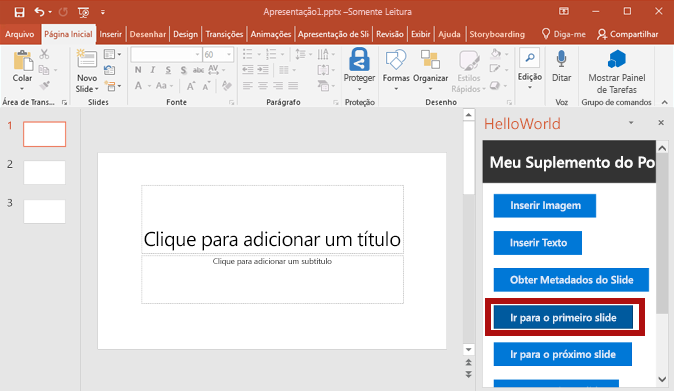 Apresentação1.pptx –Somente Leitura
Arquivo Página Inicial Inserir Desenhar Design Transições Animações Apresentação de Sli Revisão Exibir Ajuda Storyboarding Diga-me Compartilhar
Colar
Novo Slide
60
N I S S abc AV
Aa A A A
Proteger
Formas
Organizar
Estilos Rápidos
Edição
Ditar
Mostrar Painel de Tarefas
Área de Trans... Slides Fonte Parágrafo Proteção Desenho Voz Grupo de comandos
1
2
3
Clique para adicionar um título
Clique para adicionar um subtítulo
HelloWorld
Meu Suplemento do Po
Inserir Imagem
Inserir Texto
Obter Metadados do Slide
Ir para o primeiro slide
Ir para o próximo slide